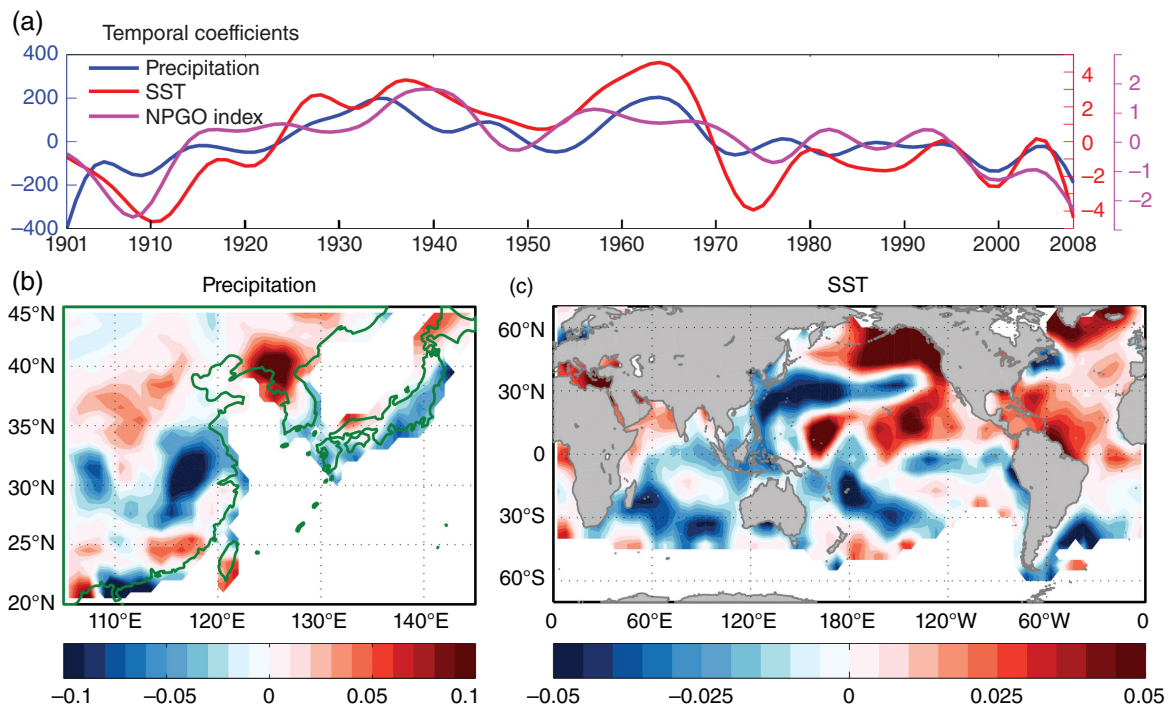 (a)
Temporal coefficients
Precipitation
SST
NPGO index
400
200
0
−200
−400
4
2
0
−2
−4
2
1
0
−1
−2
1901 1910 1920 1930 1940 1950 1960 1970 1980 1990 2000 2008
(b) Precipitation
45°N
40°N
35°N
30°N
25°N
20°N
110°E 120°E 130°E 140°E
−0.1 −0.05 0 0.05 0.1
(c) SST
60°N
30°N
0
30°S
60°S
0 60°E 120°E 180°E 120°W 60°W 0
−0.05 −0.025 0 0.025 0.05